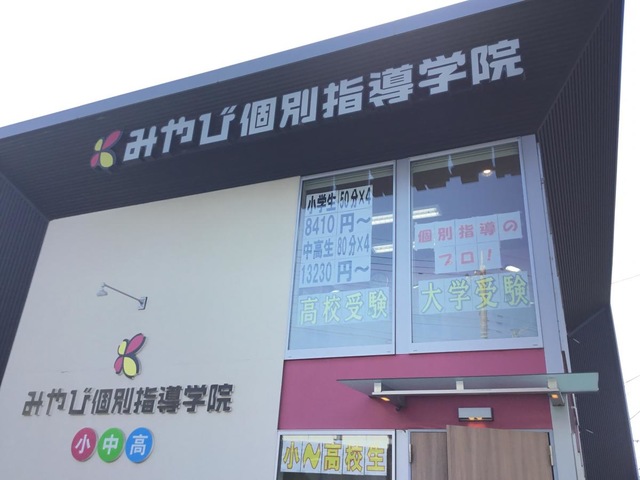 みやび個別指導学院
小学生 50分×4
8410円～
中高生 80分×4
13230円～
高校受験
個別指導の
プロ!
大学受験
みやび個別指導学院
小 中 高
小～高校生